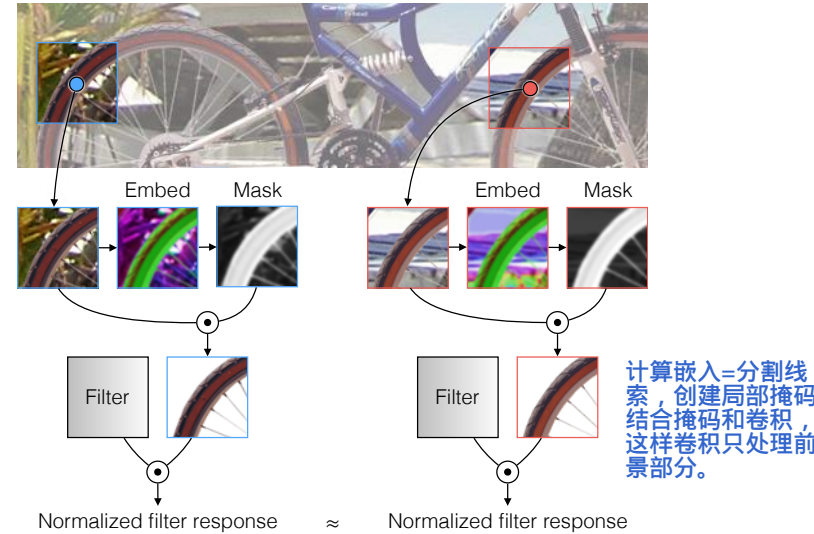 Embed
Mask
Embed
Mask
Filter
Filter
计算嵌入=分割线
索，创建局部掩码
结合掩码和卷积，
这样卷积只处理前
景部分。
Normalized filter response
≈
Normalized filter response